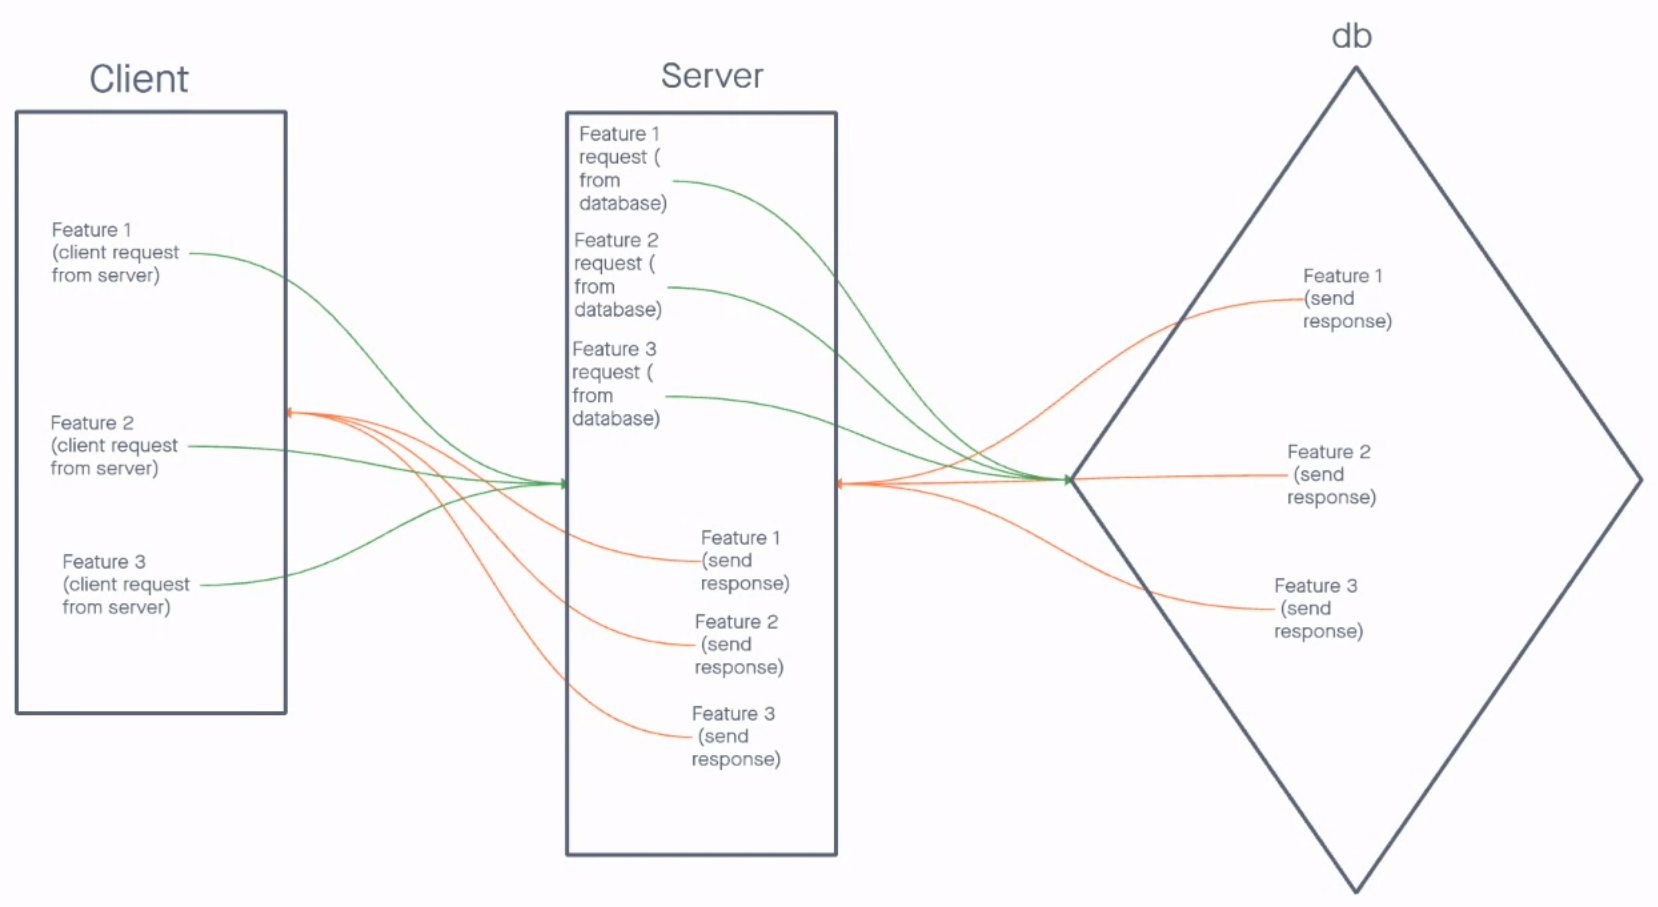 Client
Feature 1
(client request
from server)
Feature 2
(client request
from server)
Feature 3
(client request
from server)
Server
Feature 1
request (
from
database)
Feature 2
request (
from
database)
Feature 3
request (
from
database)
Feature 1
(send
response)
Feature 2
(send
response)
Feature 3
(send
response)
db
Feature 1
(send
response)
Feature 2
(send
response)
Feature 3
(send
response)